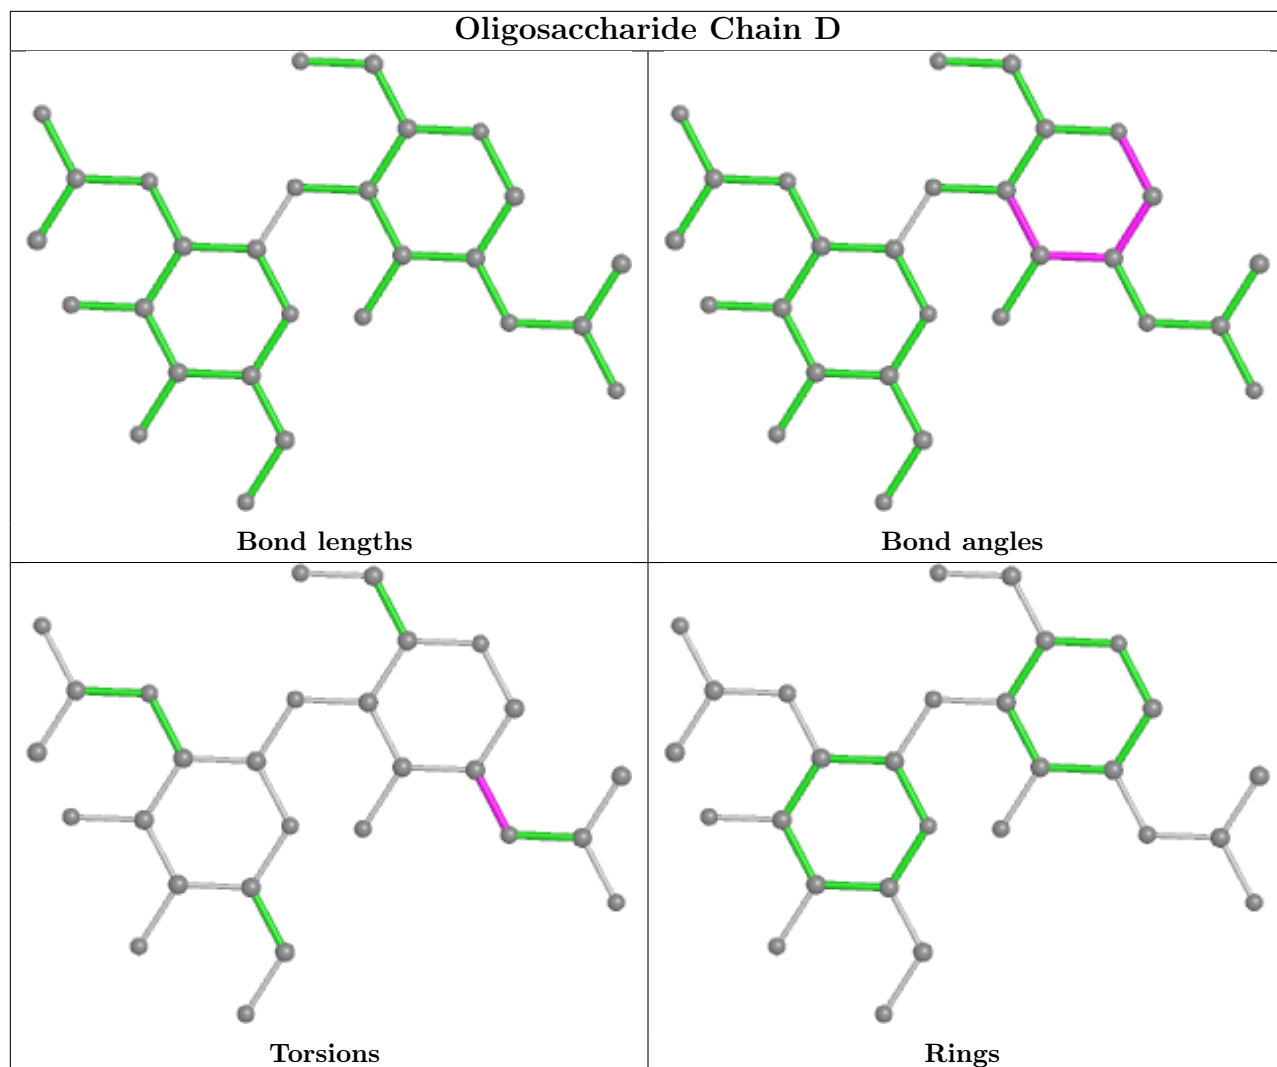 Oligosaccharide Chain D
Bond lengths
Bond angles
Torsions
Rings